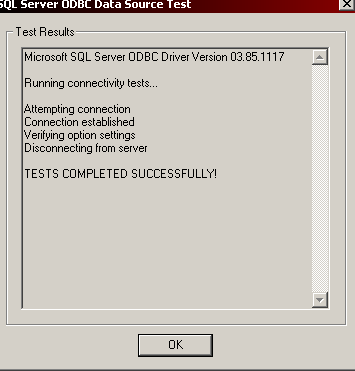 SQL Server ODBC Data Source Test
Test Results
Microsoft SQL Server ODBC Driver Version 03.85.1117
Running connectivity tests...
Attempting connection
Connection established
Verifying option settings
Disconnecting from server
TESTS COMPLETED SUCCESSFULLY!
OK